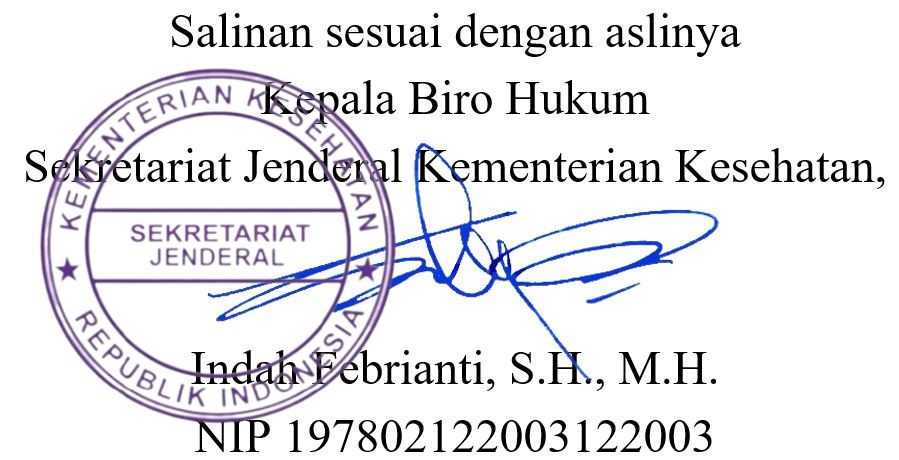 Salinan sesuai dengan aslinya
Kepala Biro Hukum
Sekretariat Jenderal Kementerian Kesehatan,
KEMENTERIAN KESEHATAN
SEKRETARIAT
JENDERAL
REPUBLIK INDONESIA
Indah Febrianti, S.H., M.H.
NIP 197802122003122003